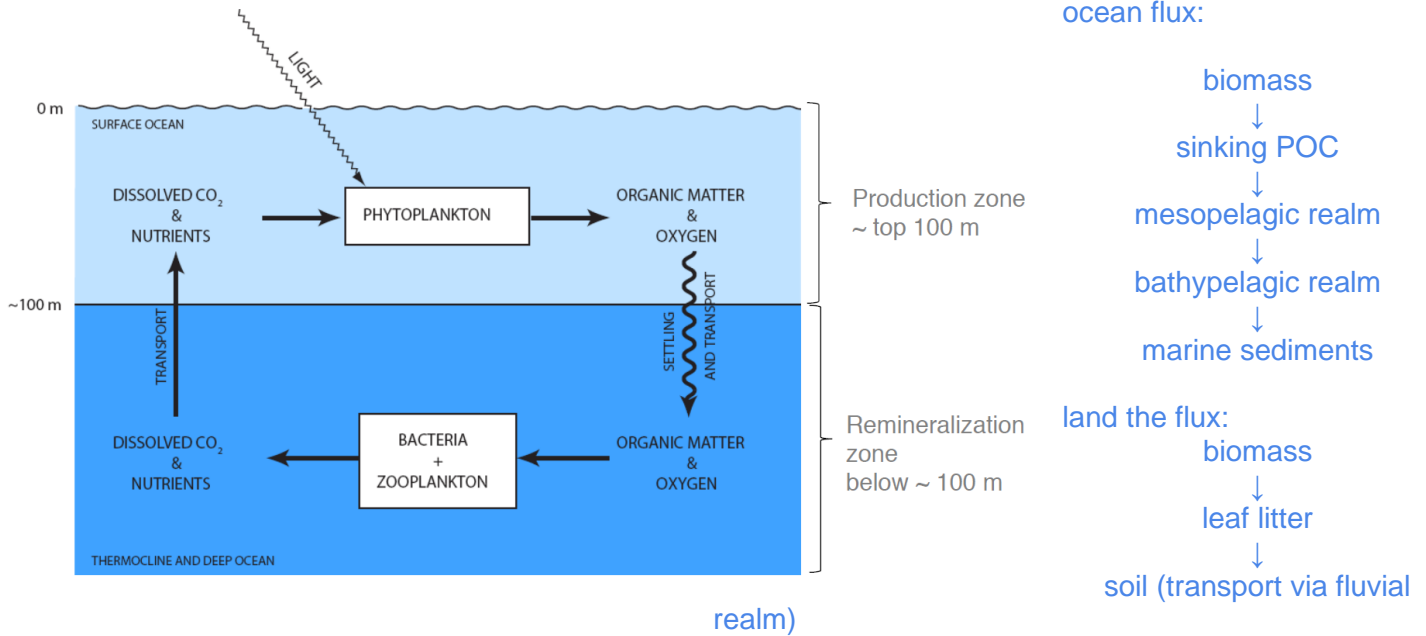 ocean flux:
LIGHT
0 m
SURFACE OCEAN
DISSOLVED CO₂
&
NUTRIENTS
PHYTOPLANKTON
ORGANIC MATTER
&
OXYGEN
Production zone
~ top 100 m
~100 m
TRANSPORT
SETTLING
AND TRANSPORT
DISSOLVED CO₂
&
NUTRIENTS
BACTERIA
+
ZOOPLANKTON
ORGANIC MATTER
&
OXYGEN
Remineralization
zone
below ~ 100 m
THERMOCLINE AND DEEP OCEAN
biomass
↓
sinking POC
↓
mesopelagic realm
↓
bathypelagic realm
↓
marine sediments
land the flux:
biomass
↓
leaf litter
↓
soil (transport via fluvial
realm)